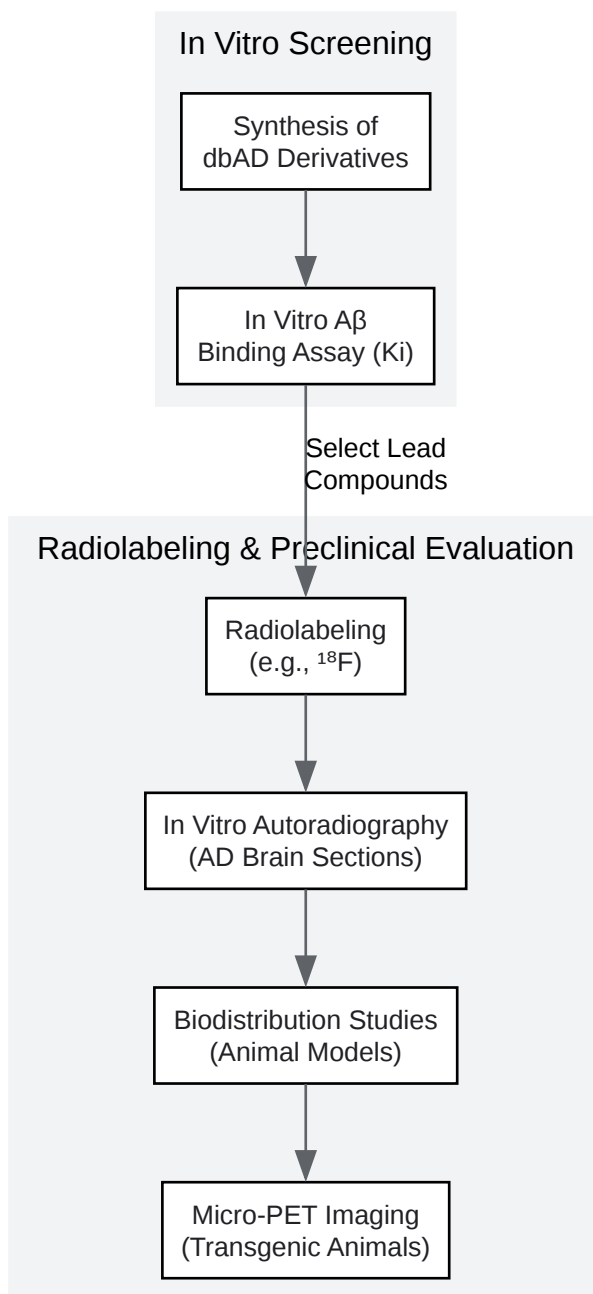 In Vitro Screening
Synthesis of
dbAD Derivatives
In Vitro Aβ
Binding Assay (Ki)
Select Lead
Compounds
Radiolabeling & Preclinical Evaluation
Radiolabeling
(e.g., ¹⁸F)
In Vitro Autoradiography
(AD Brain Sections)
Biodistribution Studies
(Animal Models)
Micro-PET Imaging
(Transgenic Animals)